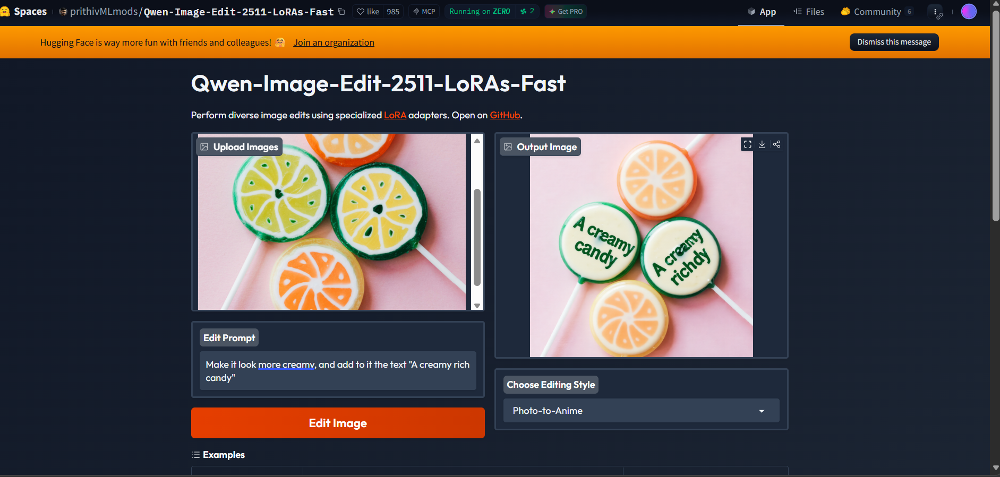 Spaces
prithivMLmods/Qwen-Image-Edit-2511-LoRAs-Fast
like 985
MCP
Running on ZERO 2
Get PRO
App
Files
Community 6
Hugging Face is way more fun with friends and colleagues! 🤗 Join an organization
Dismiss this message
Qwen-Image-Edit-2511-LoRAs-Fast
Perform diverse image edits using specialized LoRA adapters. Open on GitHub.
Upload Images
Output Image
A creamy
candy
A creamy
richdy
Edit Prompt
Make it look more creamy, and add to it the text "A creamy rich
candy"
Choose Editing Style
Photo-to-Anime
Edit Image
Examples